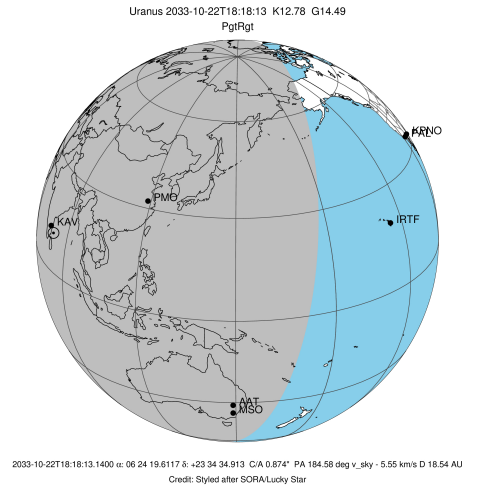 Uranus 2033-10-22T18:18:13 K12.78 G14.49
PgtRgt
KPNO
PAL
PMO
KAV
IRTF
AAT
MSO
2033-10-22T18:18:13.1400 α: 06 24 19.6117 δ: +23 34 34.913 C/A 0.874" PA 184.58 deg v_sky - 5.55 km/s D 18.54 AU
Credit: Styled after SORA/Lucky Star